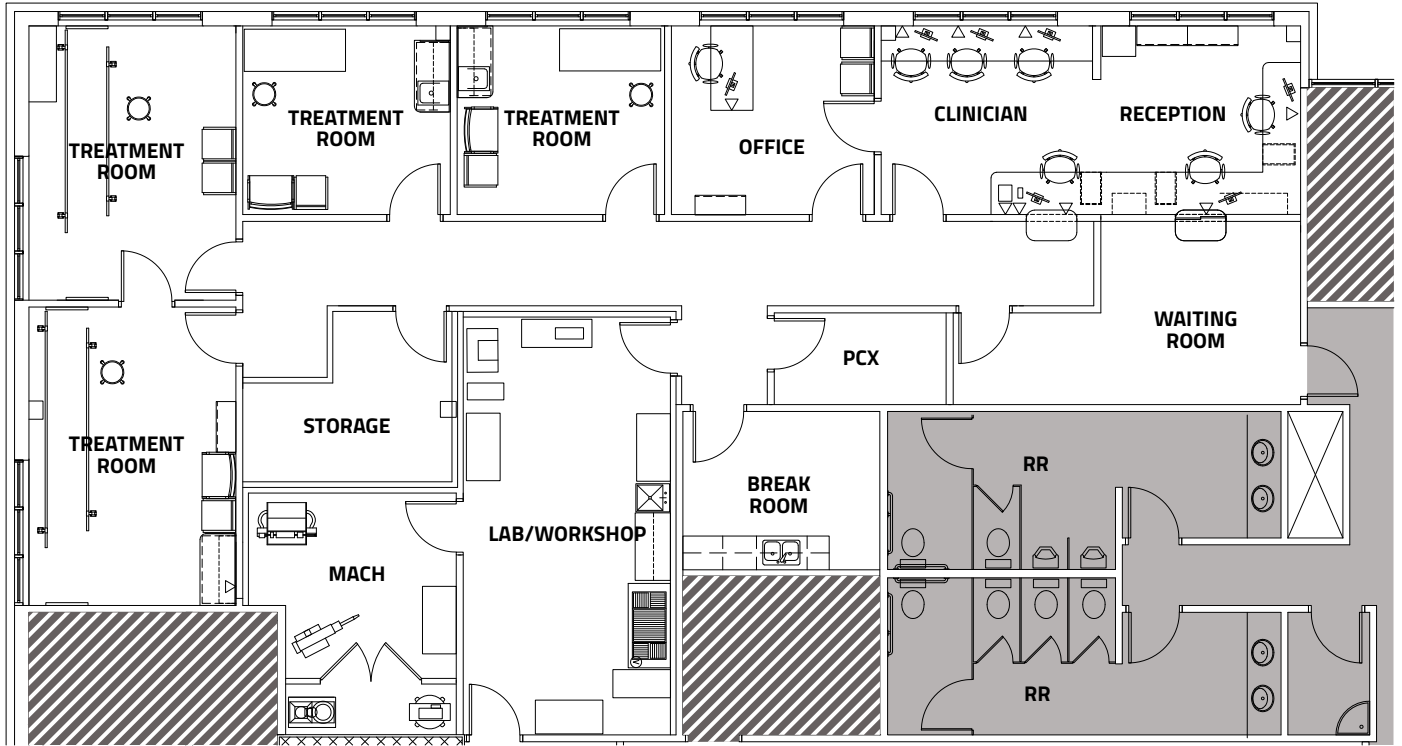 TREATMENT
ROOM
TREATMENT
ROOM
TREATMENT
ROOM
OFFICE
CLINICIAN
RECEPTION
WAITING
ROOM
PCX
STORAGE
TREATMENT
ROOM
BREAK
ROOM
RR
LAB/WORKSHOP
MACH
RR